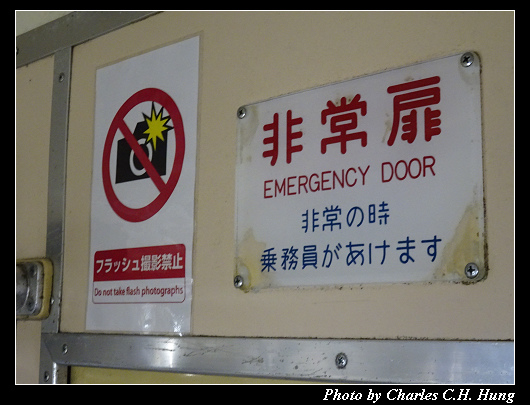 フラッシュ撮影禁止
Do not take flash photographs
非常扉
EMERGENCY DOOR
非常の時
乗務員があけます
Photo by Charles C.H. Hung